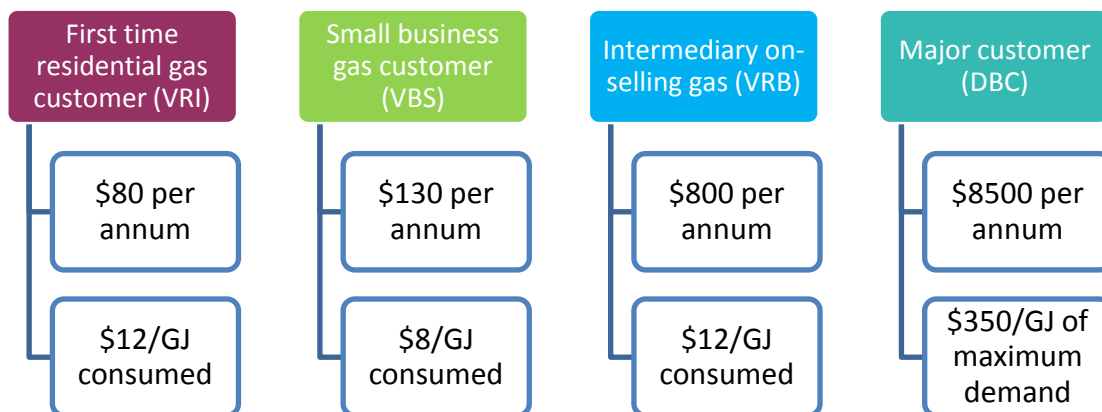 First time
residential gas
customer (VRI)
$80 per
annum
$12/GJ
consumed
Small business
gas customer
(VBS)
$130 per
annum
$8/GJ
consumed
Intermediary on-
selling gas (VRB)
$800 per
annum
$12/GJ
consumed
Major customer
(DBC)
$8500 per
annum
$350/GJ of
maximum
demand